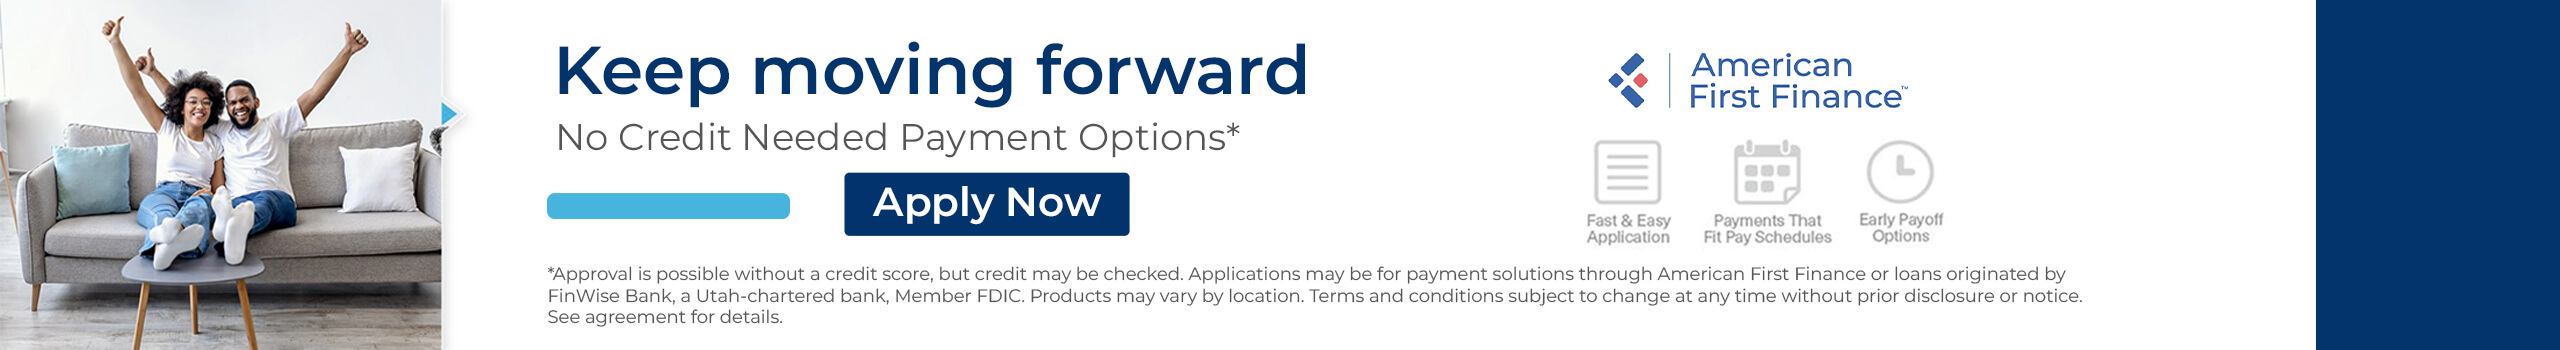 Keep moving forward
No Credit Needed Payment Options*
Apply Now
*Approval is possible without a credit score, but credit may be checked. Applications may be for payment solutions through American First Finance or loans originated by
FinWise Bank, a Utah-chartered bank, Member FDIC. Products may vary by location. Terms and conditions subject to change at any time without prior disclosure or notice.
See agreement for details.
American
First Finance™
Fast & Easy
Application
Payments That
Fit Pay Schedules
Early Payoff
Options